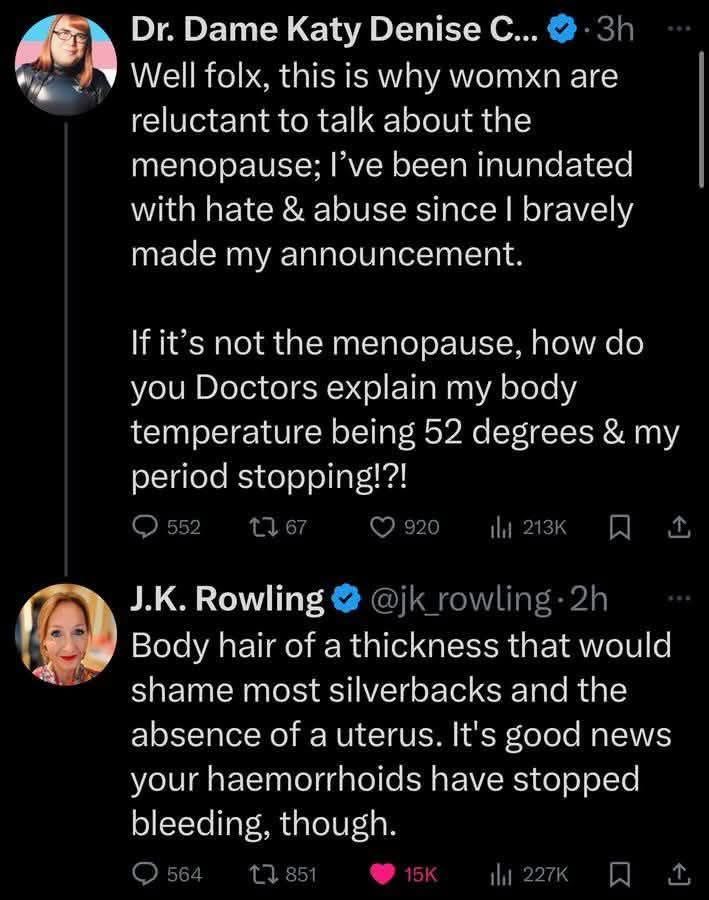 Dr. Dame Katy Denise C... · 3h
Well folx, this is why womxn are
reluctant to talk about the
menopause; I’ve been inundated
with hate & abuse since I bravely
made my announcement.
If it’s not the menopause, how do
you Doctors explain my body
temperature being 52 degrees & my
period stopping!?!
552 67 920 213K
J.K. Rowling @jk_rowling · 2h
Body hair of a thickness that would
shame most silverbacks and the
absence of a uterus. It's good news
your haemorrhoids have stopped
bleeding, though.
564 851 15K 227K